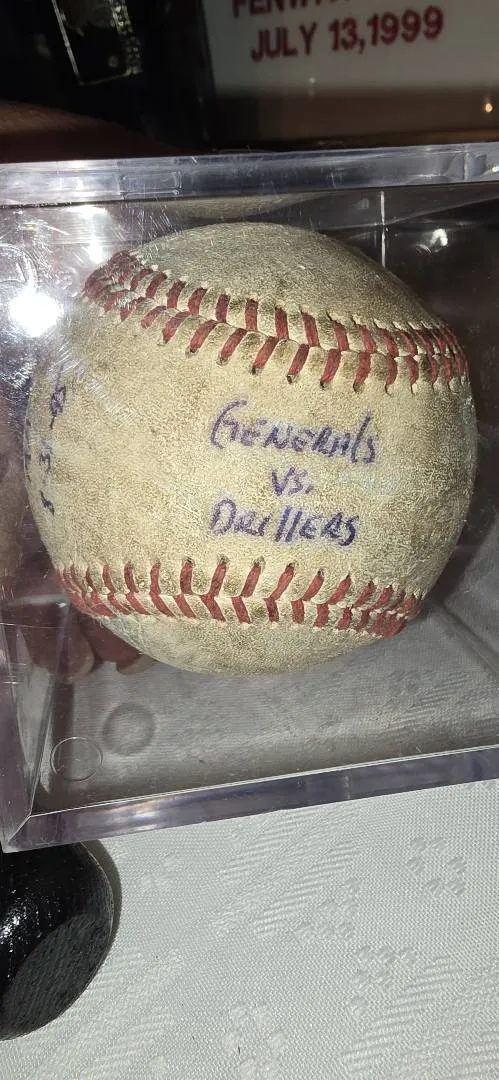 JULY 13,1999
GENERAlS
VS.
DRillERS